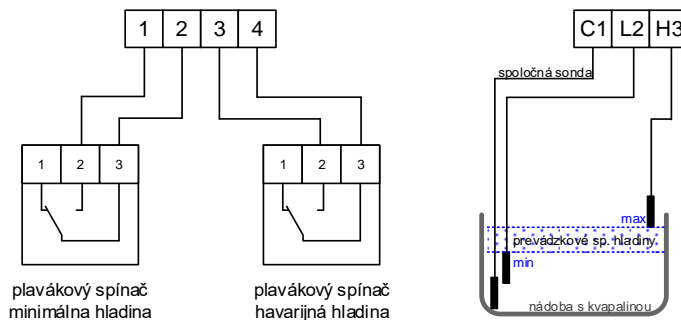 1 2 3 4
1 2 3
1 2 3
plavákový spínač
minimálna hladina
plavákový spínač
havarijná hladina
C1 L2 H3
spoločná sonda
max
prevádzkové sp. hladiny
min
nádoba s kvapalinou